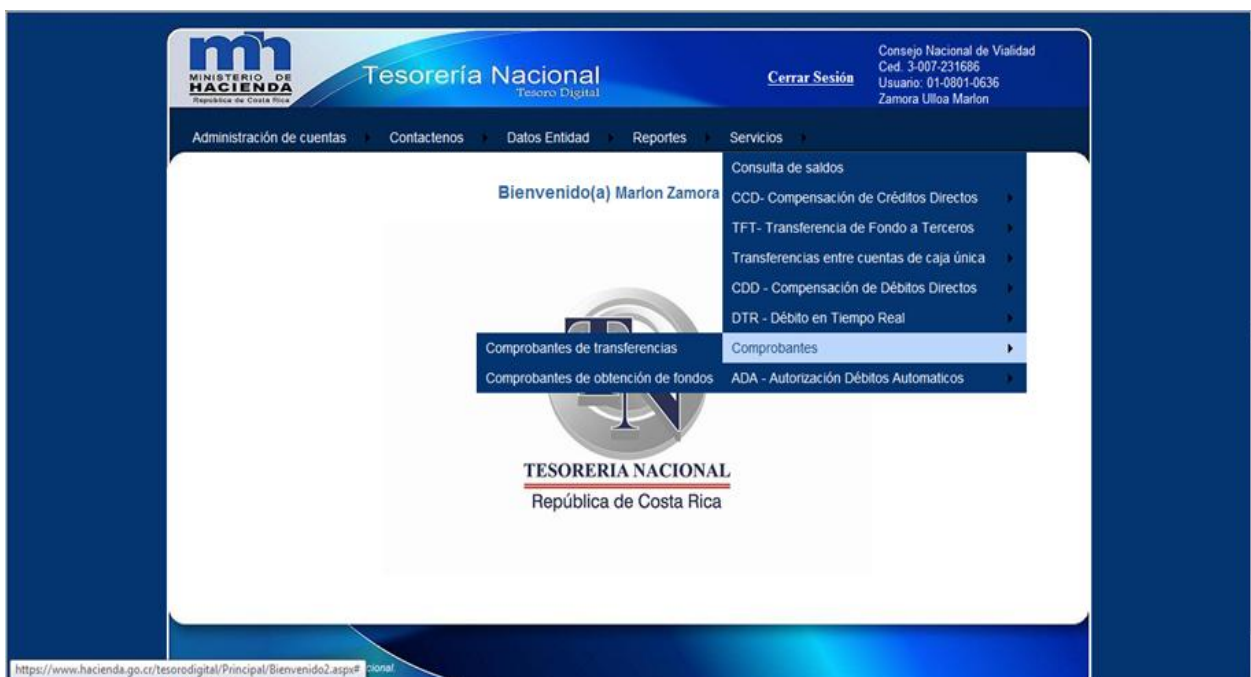 mh
MINISTERIO DE
HACIENDA
República de Costa Rica
Tesorería Nacional
Tesoro Digital
Cerrar Sesión
Consejo Nacional de Vialidad
Ced. 3-007-231686
Usuario: 01-0801-0636
Zamora Ulloa Marlon
Administración de cuentas
Contactenos
Datos Entidad
Reportes
Servicios
Bienvenido(a) Marlon Zamora
Consulta de saldos
CCD- Compensación de Créditos Directos
TFT- Transferencia de Fondo a Terceros
Transferencias entre cuentas de caja única
CDD - Compensación de Débitos Directos
DTR - Débito en Tiempo Real
Comprobantes
ADA - Autorización Débitos Automaticos
Comprobantes de transferencias
Comprobantes de obtención de fondos
TN
TESORERIA NACIONAL
República de Costa Rica
https://www.hacienda.go.cr/tesorodigital/Principal/Bienvenido2.aspx#
cional.